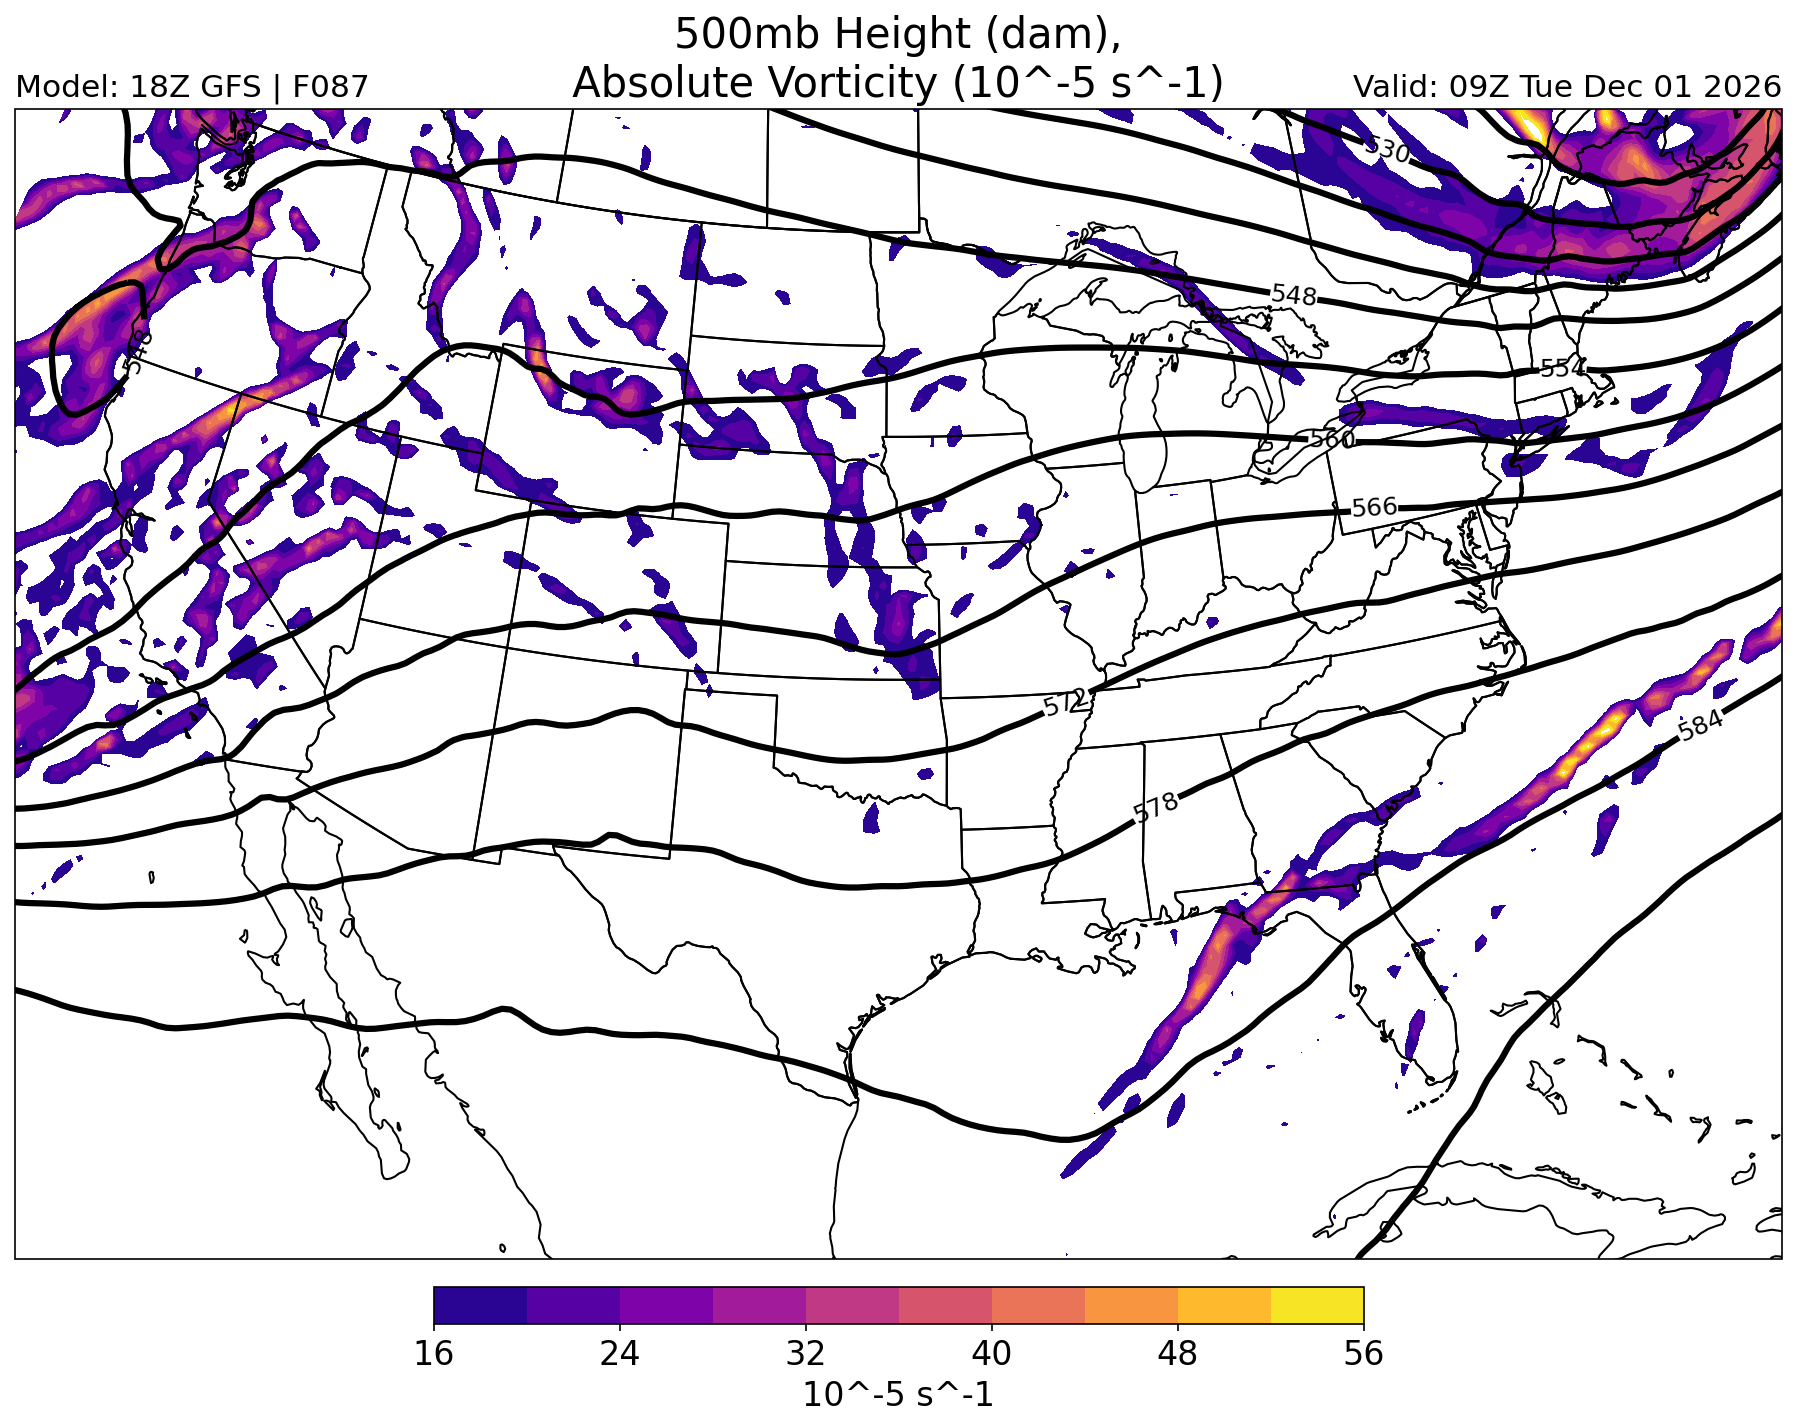 500mb Height (dam),
Model: 18Z GFS | F087
Absolute Vorticity (10^-5 s^-1)
Valid: 09Z Tue Dec 01 2026
530
548
548
554
560
566
572
584
578
16 24 32 40 48 56
10^-5 s^-1